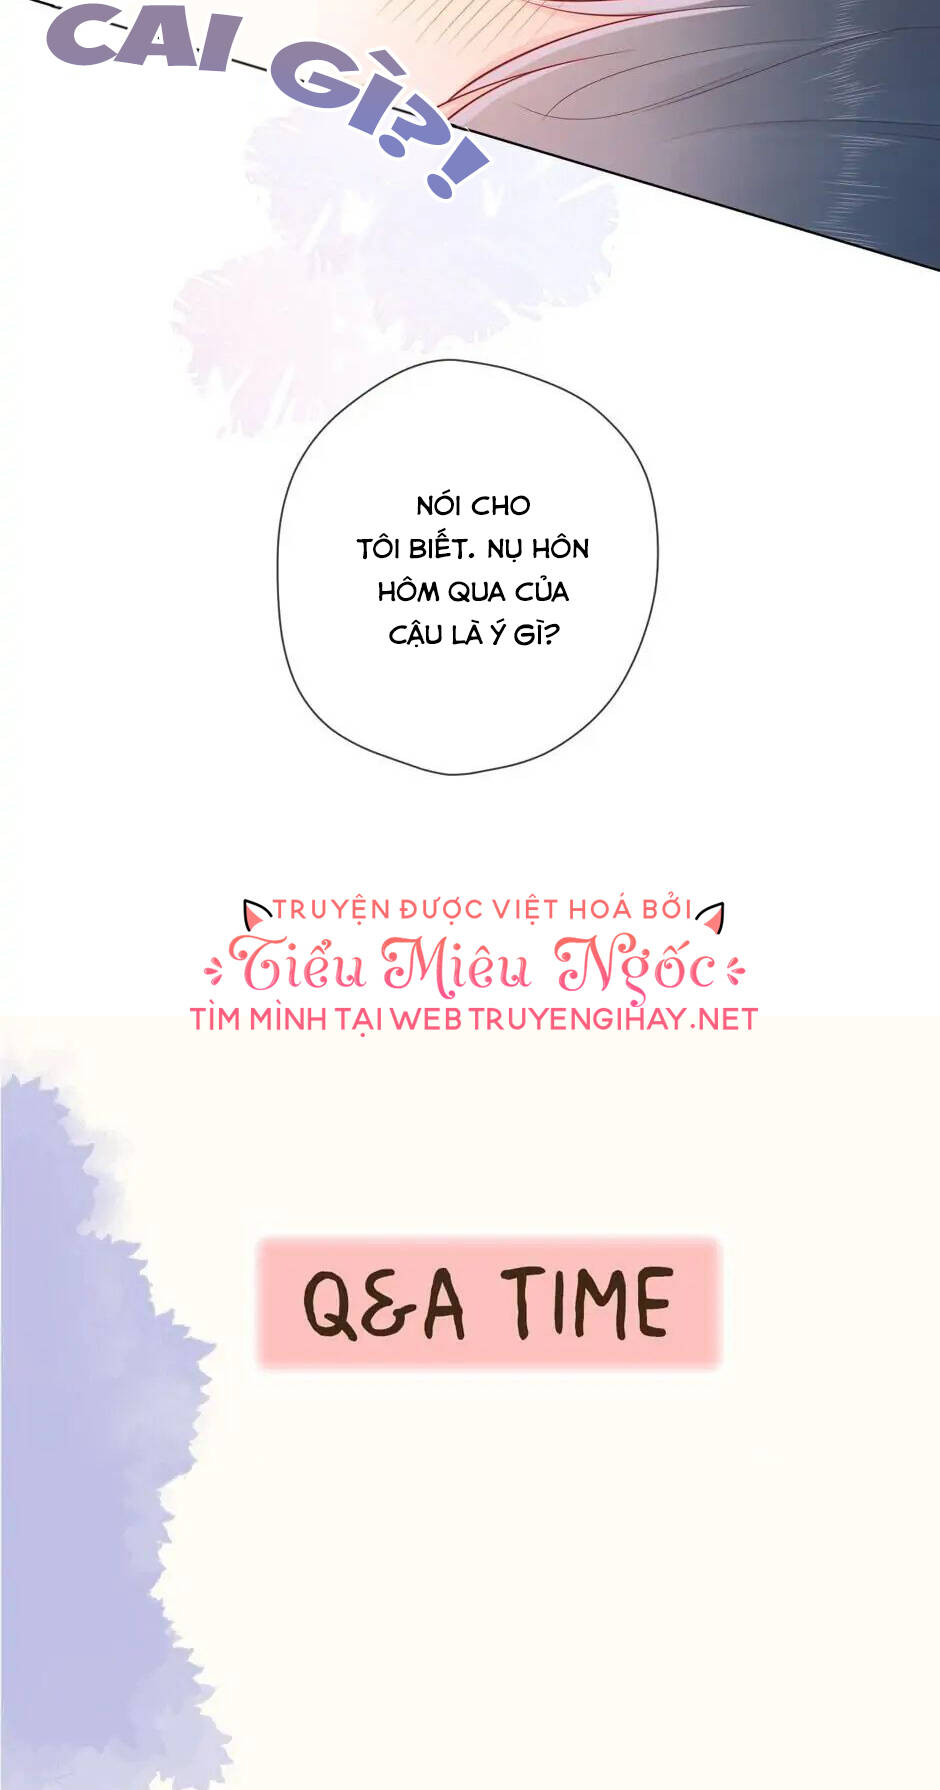 CAI GÌ?!
NÓI CHO
TÔI BIẾT. NỤ HÔN
HÔM QUA CỦA
CẬU LÀ Ý GÌ?
TRUYỆN ĐƯỢC VIỆT HOÁ BỞI
Tiểu Miêu Ngốc
TÌM MÌNH TẠI WEB TRUYENGIHAY.NET
Q&A TIME